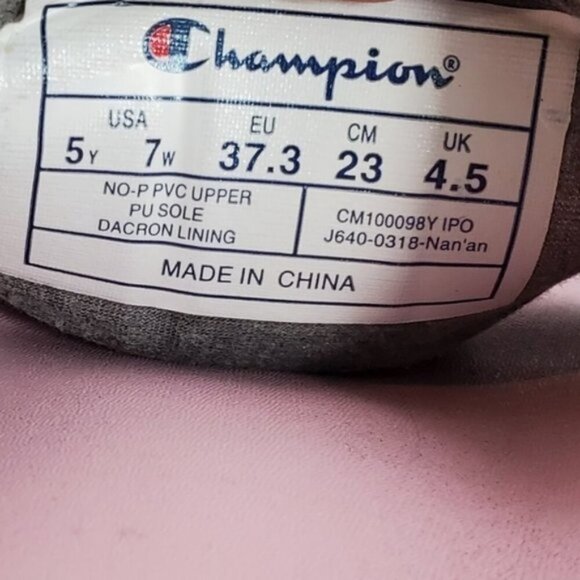 Champion®
USA EU CM UK
5Y 7W 37.3 23 4.5
NO-P PVC UPPER
PU SOLE
DACRON LINING
CM100098Y IPO
J640-0318-Nan'an
MADE IN CHINA